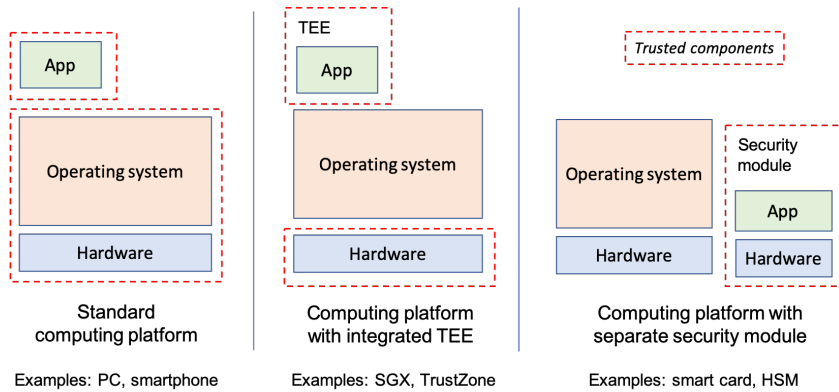 App
Operating system
Hardware
Standard
computing platform
Examples: PC, smartphone
TEE
App
Operating system
Hardware
Computing platform
with integrated TEE
Examples: SGX, TrustZone
Trusted components
Operating system
Hardware
Security
module
App
Hardware
Computing platform with
separate security module
Examples: smart card, HSM